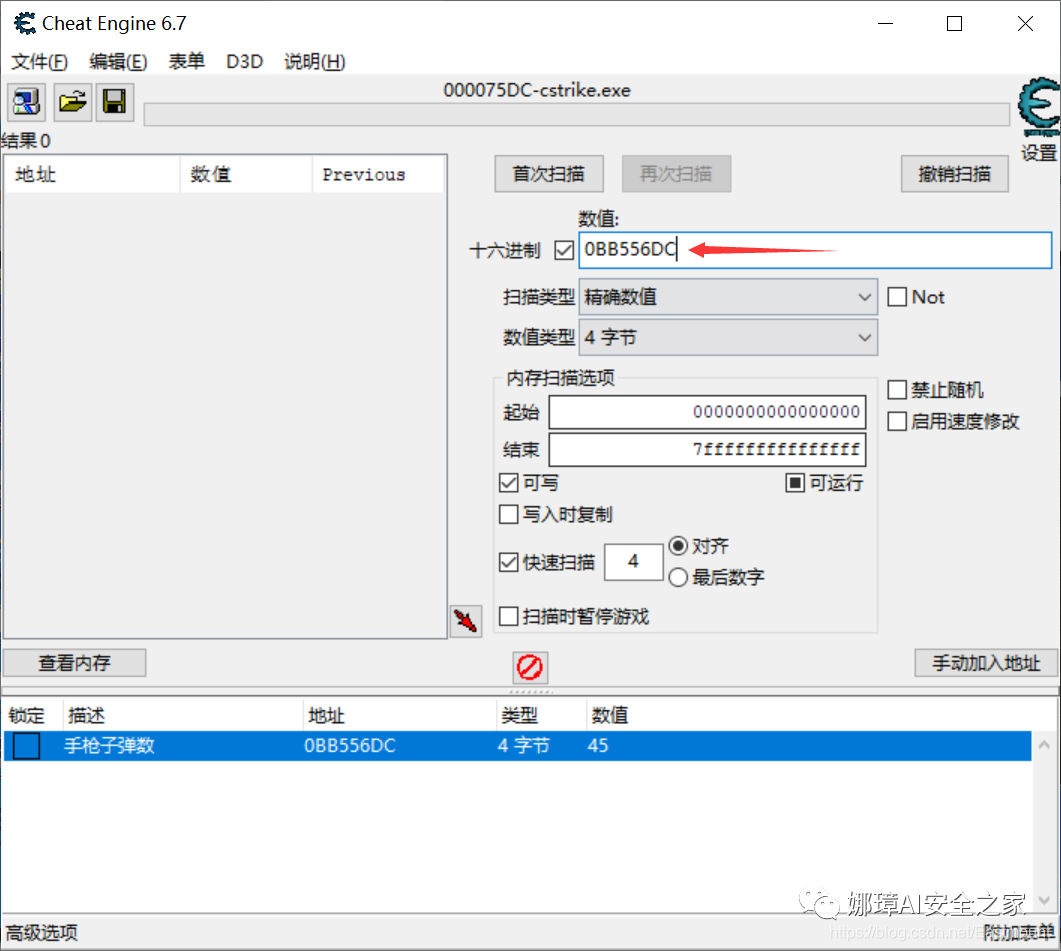 Cheat Engine 6.7
文件(F) 编辑(E) 表单 D3D 说明(H)
000075DC-cstrike.exe
结果 0
设置
地址 数值 Previous
首次扫描 再次扫描 撤销扫描
数值:
十六进制 0BB556DC
扫描类型 精确数值 Not
数值类型 4 字节
内存扫描选项
起始 0000000000000000
结束 7fffffffffffffff
禁止随机
启用速度修改
可写 可运行
写入时复制
快速扫描 4 对齐
最后数字
扫描时暂停游戏
查看内存 手动加入地址
锁定 描述 地址 类型 数值
手枪子弹数 0BB556DC 4 字节 45
娜璋AI安全之家
高级选项 附加表单
https://blog.csdn.net/